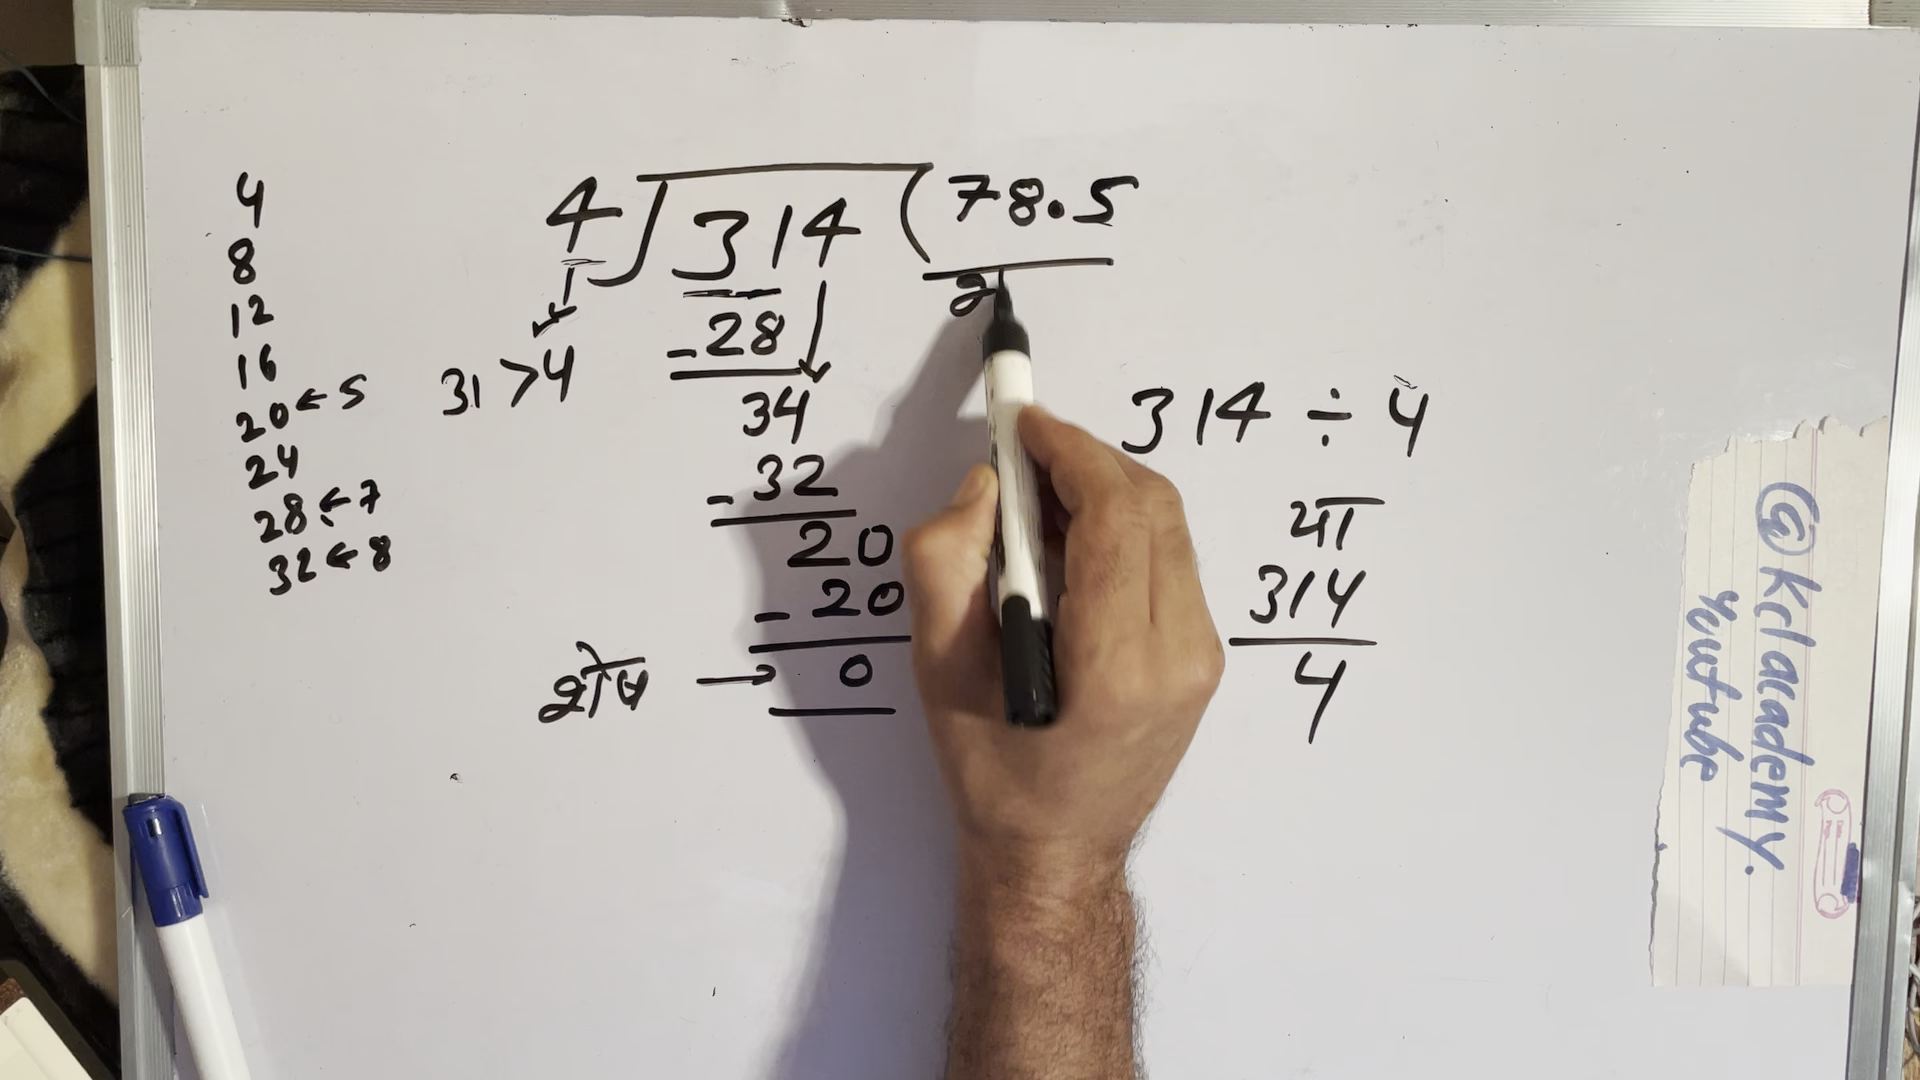 4
8
12
16
20 ← 5
24
28 ← 7
32 ← 8
4 314 ( 78.5
31 > 4
- 28
34
- 32
20
- 20
0
314 ÷ 4
314
4
@Kclacademy.
Youtube